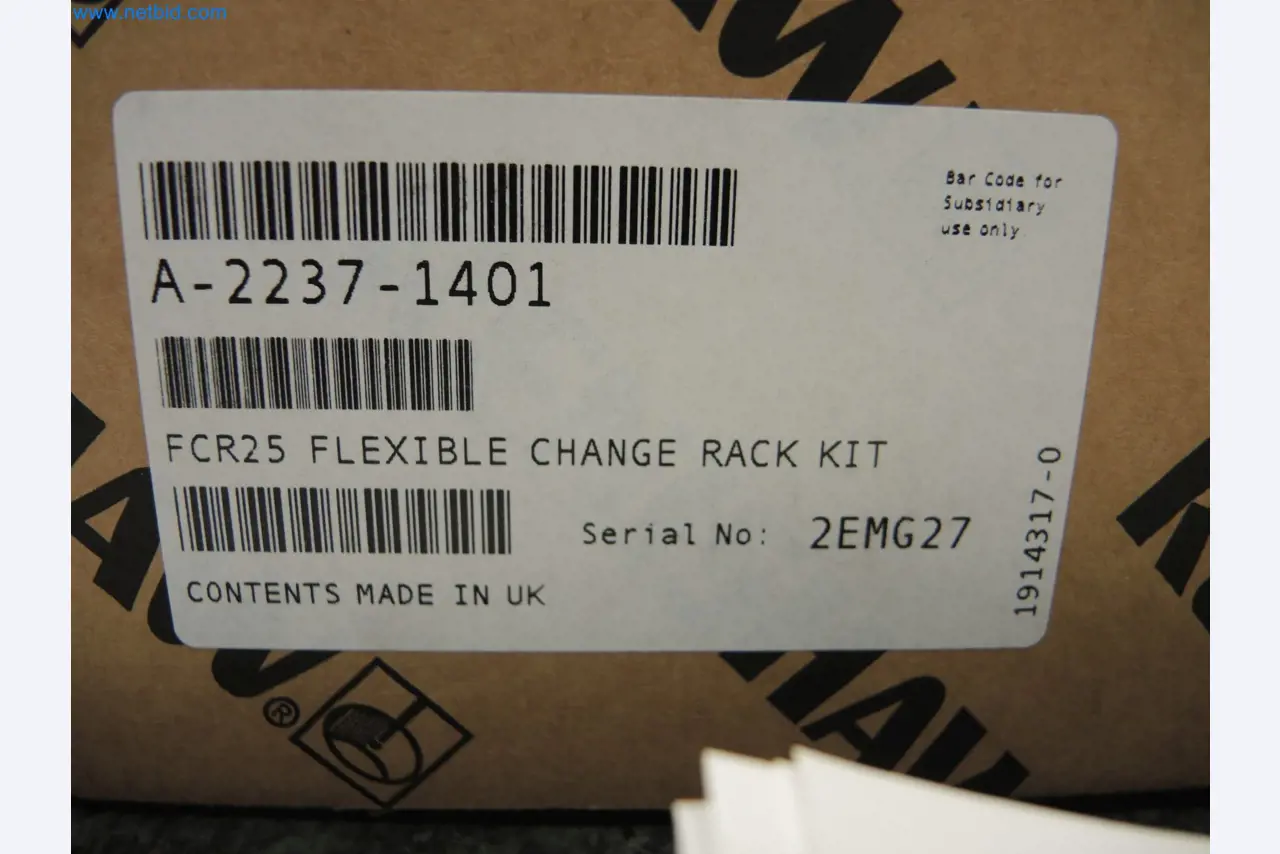 www.netbid.com
Bar Code for
Subsidiary
use only
A-2237-1401
FCR25 FLEXIBLE CHANGE RACK KIT
Serial No: 2EMG27
CONTENTS MADE IN UK
1914317-0
®